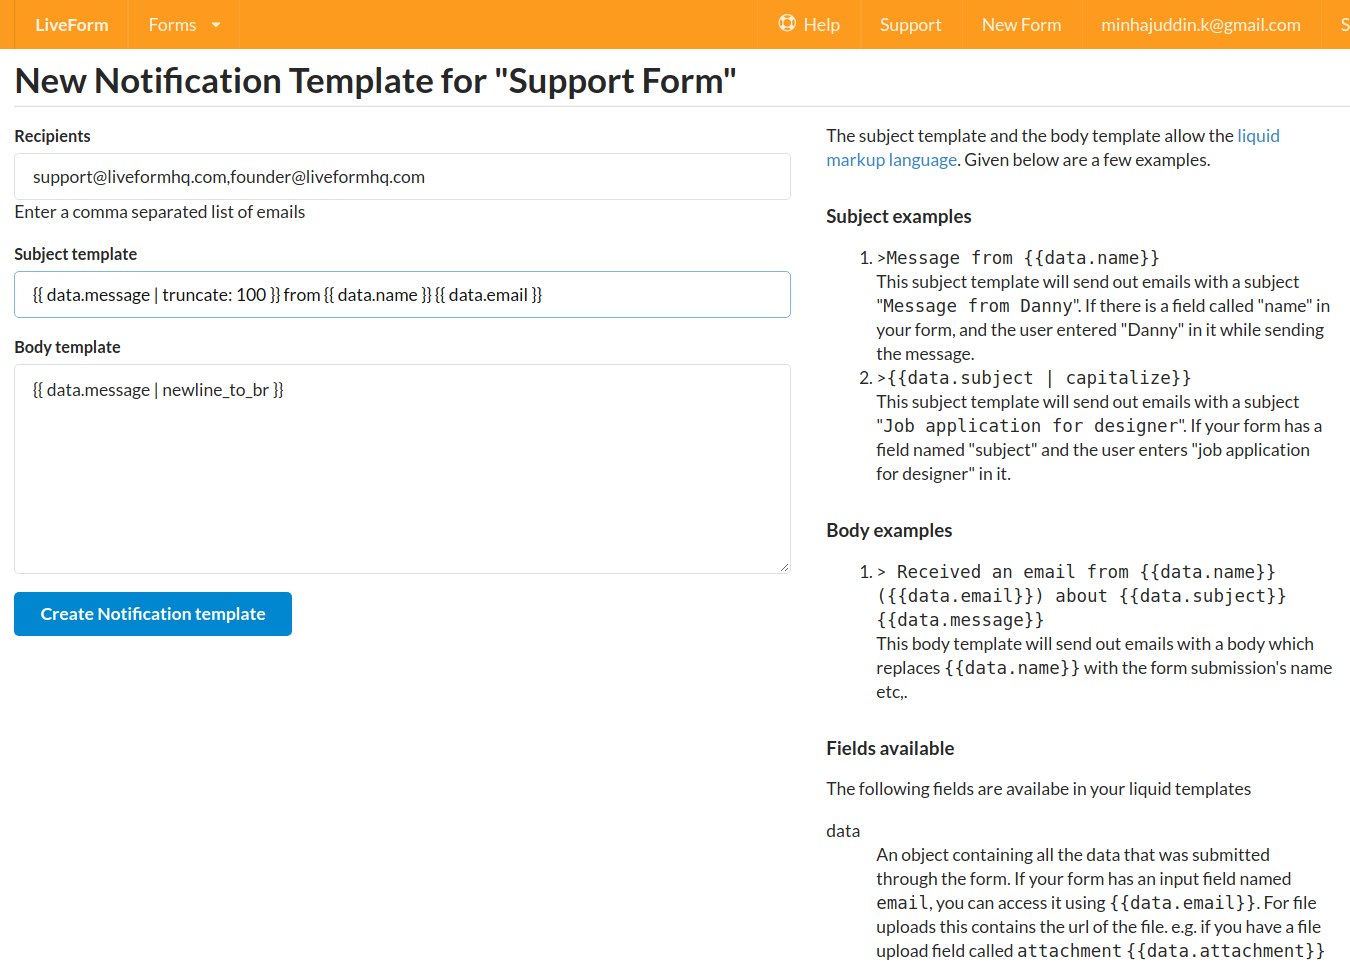 LiveForm Forms Help Support New Form minhajuddin.k@gmail.com S
New Notification Template for "Support Form"
Recipients
support@liveformhq.com,founder@liveformhq.com
Enter a comma separated list of emails
Subject template
{{ data.message | truncate: 100 }} from {{ data.name }} {{ data.email }}
Body template
{{ data.message | newline_to_br }}
Create Notification template
The subject template and the body template allow the liquid
markup language. Given below are a few examples.
Subject examples
1. >Message from {{data.name}}
This subject template will send out emails with a subject
"Message from Danny". If there is a field called "name" in
your form, and the user entered "Danny" in it while sending
the message.
2. >{{data.subject | capitalize}}
This subject template will send out emails with a subject
"Job application for designer". If your form has a
field named "subject" and the user enters "job application
for designer" in it.
Body examples
1. > Received an email from {{data.name}}
({{data.email}}) about {{data.subject}}
{{data.message}}
This body template will send out emails with a body which
replaces {{data.name}} with the form submission's name
etc,.
Fields available
The following fields are availabe in your liquid templates
data
An object containing all the data that was submitted
through the form. If your form has an input field named
email, you can access it using {{data.email}}. For file
uploads this contains the url of the file. e.g. if you have a file
upload field called attachment {{data.attachment}}